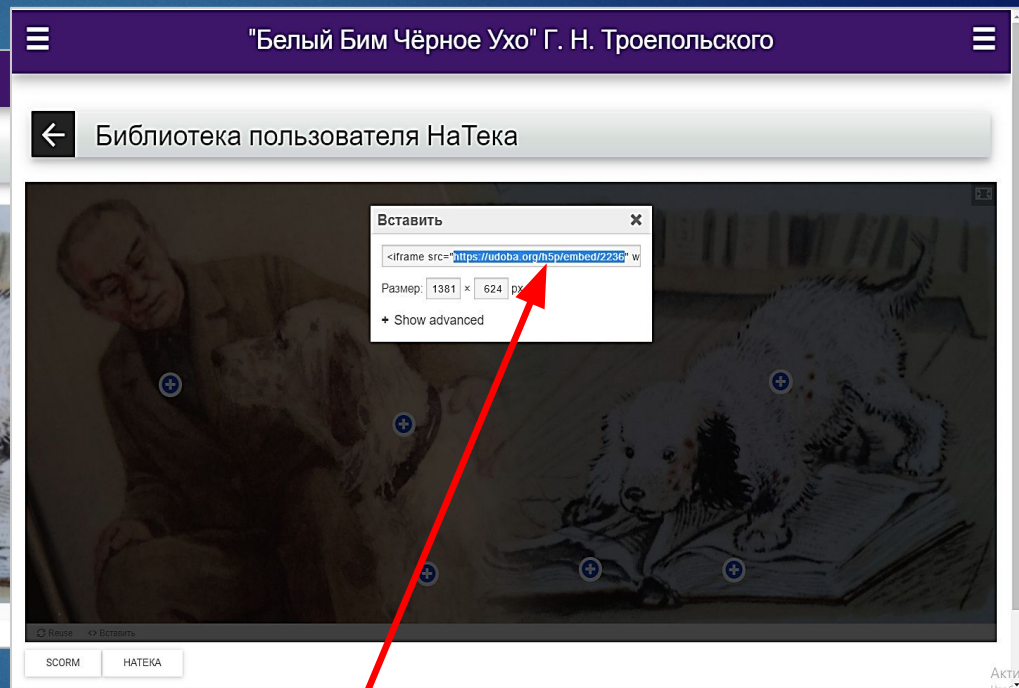 "Белый Бим Чёрное Ухо" Г. Н. Троепольского
Библиотека пользователя НаТека
Вставить
<iframe src="https://udoba.org/h5p/embed/2236" w
Размер: 1381 × 624 px
+ Show advanced
Reuse <> Вставить
SCORM НАТЕКА
Акти